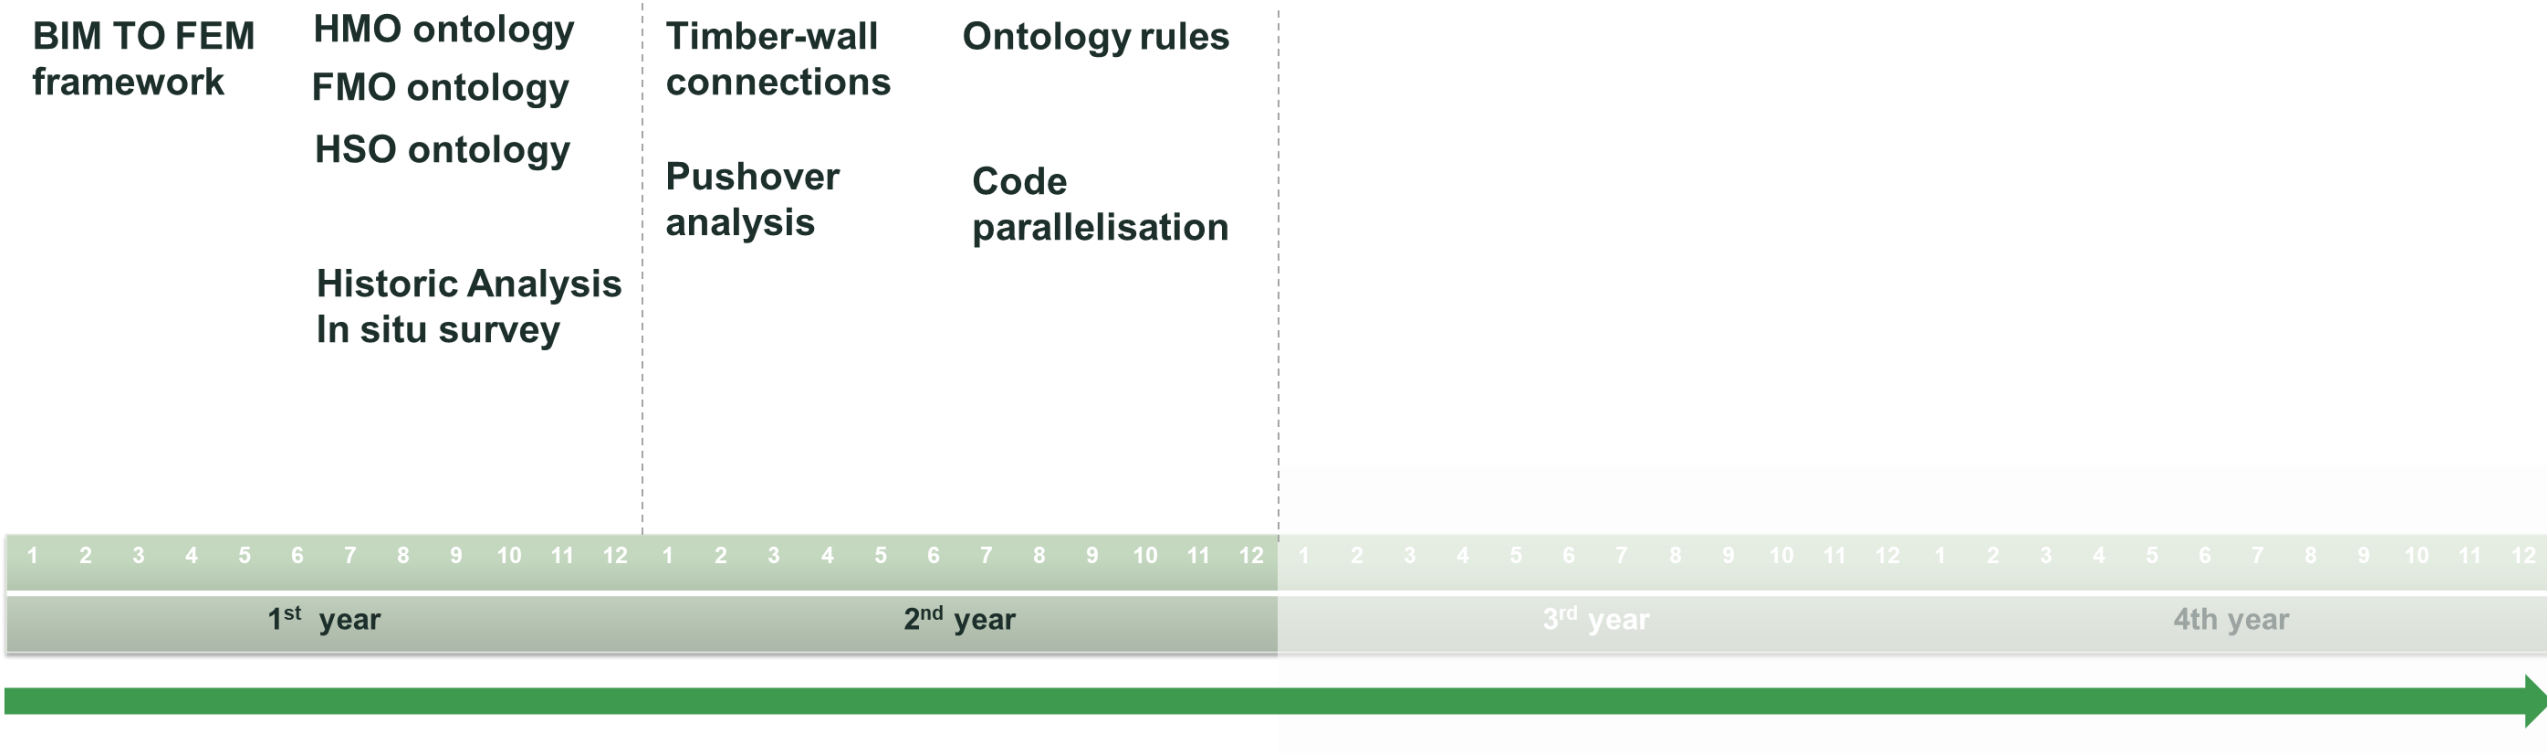 BIM TO FEM
framework
HMO ontology
FMO ontology
HSO ontology
Historic Analysis
In situ survey
Timber-wall
connections
Pushover
analysis
Ontology rules
Code
parallelisation
1 2 3 4 5 6 7 8 9 10 11 12 1 2 3 4 5 6 7 8 9 10 11 12 1 2 3 4 5 6 7 8 9 10 11 12 1 2 3 4 5 6 7 8 9 10 11 12
1st year 2nd year 3rd year 4th year